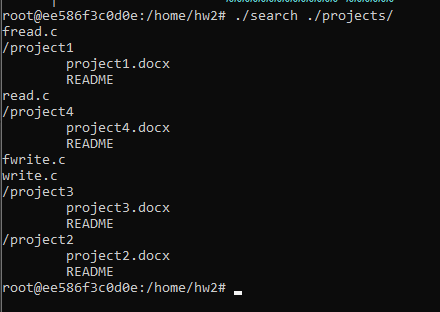 root@ee586f3c0d0e:/home/hw2# ./search ./projects/
fread.c
/project1
        project1.docx
        README
read.c
/project4
        project4.docx
        README
fwrite.c
write.c
/project3
        project3.docx
        README
/project2
        project2.docx
        README
root@ee586f3c0d0e:/home/hw2#